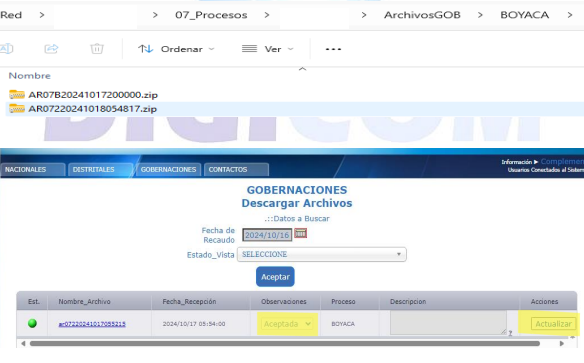 Red > > 07_Procesos > > ArchivosGOB > BOYACA >
Ordenar Ver ...
Nombre
AR07B20241017200000.zip
AR07220241018054817.zip
DIGICOM
NACIONALES DISTRITALES GOBERNACIONES CONTACTOS
Información ► Complemen
Usuarios Conectados al Sistem
GOBERNACIONES
Descargar Archivos
.::Datos a Buscar
Fecha de Recaudo 2024/10/16
Estado_Vista SELECCIONE
Aceptar
Est. Nombre_Archivo Fecha_Recepción Observaciones Proceso Descripcion Acciones
ar07220241017055215 2024/10/17 05:54:00 Aceptada BOYACA ? Actualizar